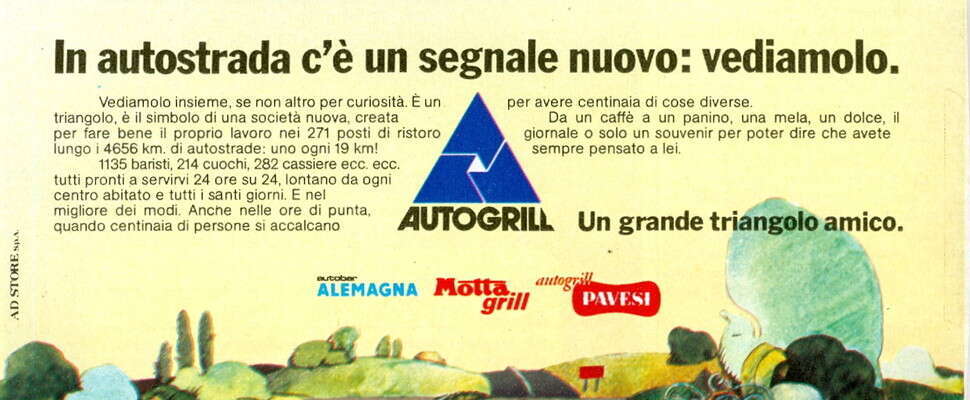 In autostrada c'è un segnale nuovo: vediamolo.
Vediamolo insieme, se non altro per curiosità. È un
triangolo, è il simbolo di una società nuova, creata
per fare bene il proprio lavoro nei 271 posti di ristoro
lungo i 4656 km. di autostrade: uno ogni 19 km!
1135 baristi, 214 cuochi, 282 cassiere ecc. ecc.
tutti pronti a servirvi 24 ore su 24, lontano da ogni
centro abitato e tutti i santi giorni. E nel
migliore dei modi. Anche nelle ore di punta,
quando centinaia di persone si accalcano
per avere centinaia di cose diverse.
Da un caffè a un panino, una mela, un dolce, il
giornale o solo un souvenir per poter dire che avete
sempre pensato a lei.
AUTOGRILL
Un grande triangolo amico.
autobar
ALEMAGNA
Motta
grill
autogrill
PAVESI
AD STORE s.p.A.